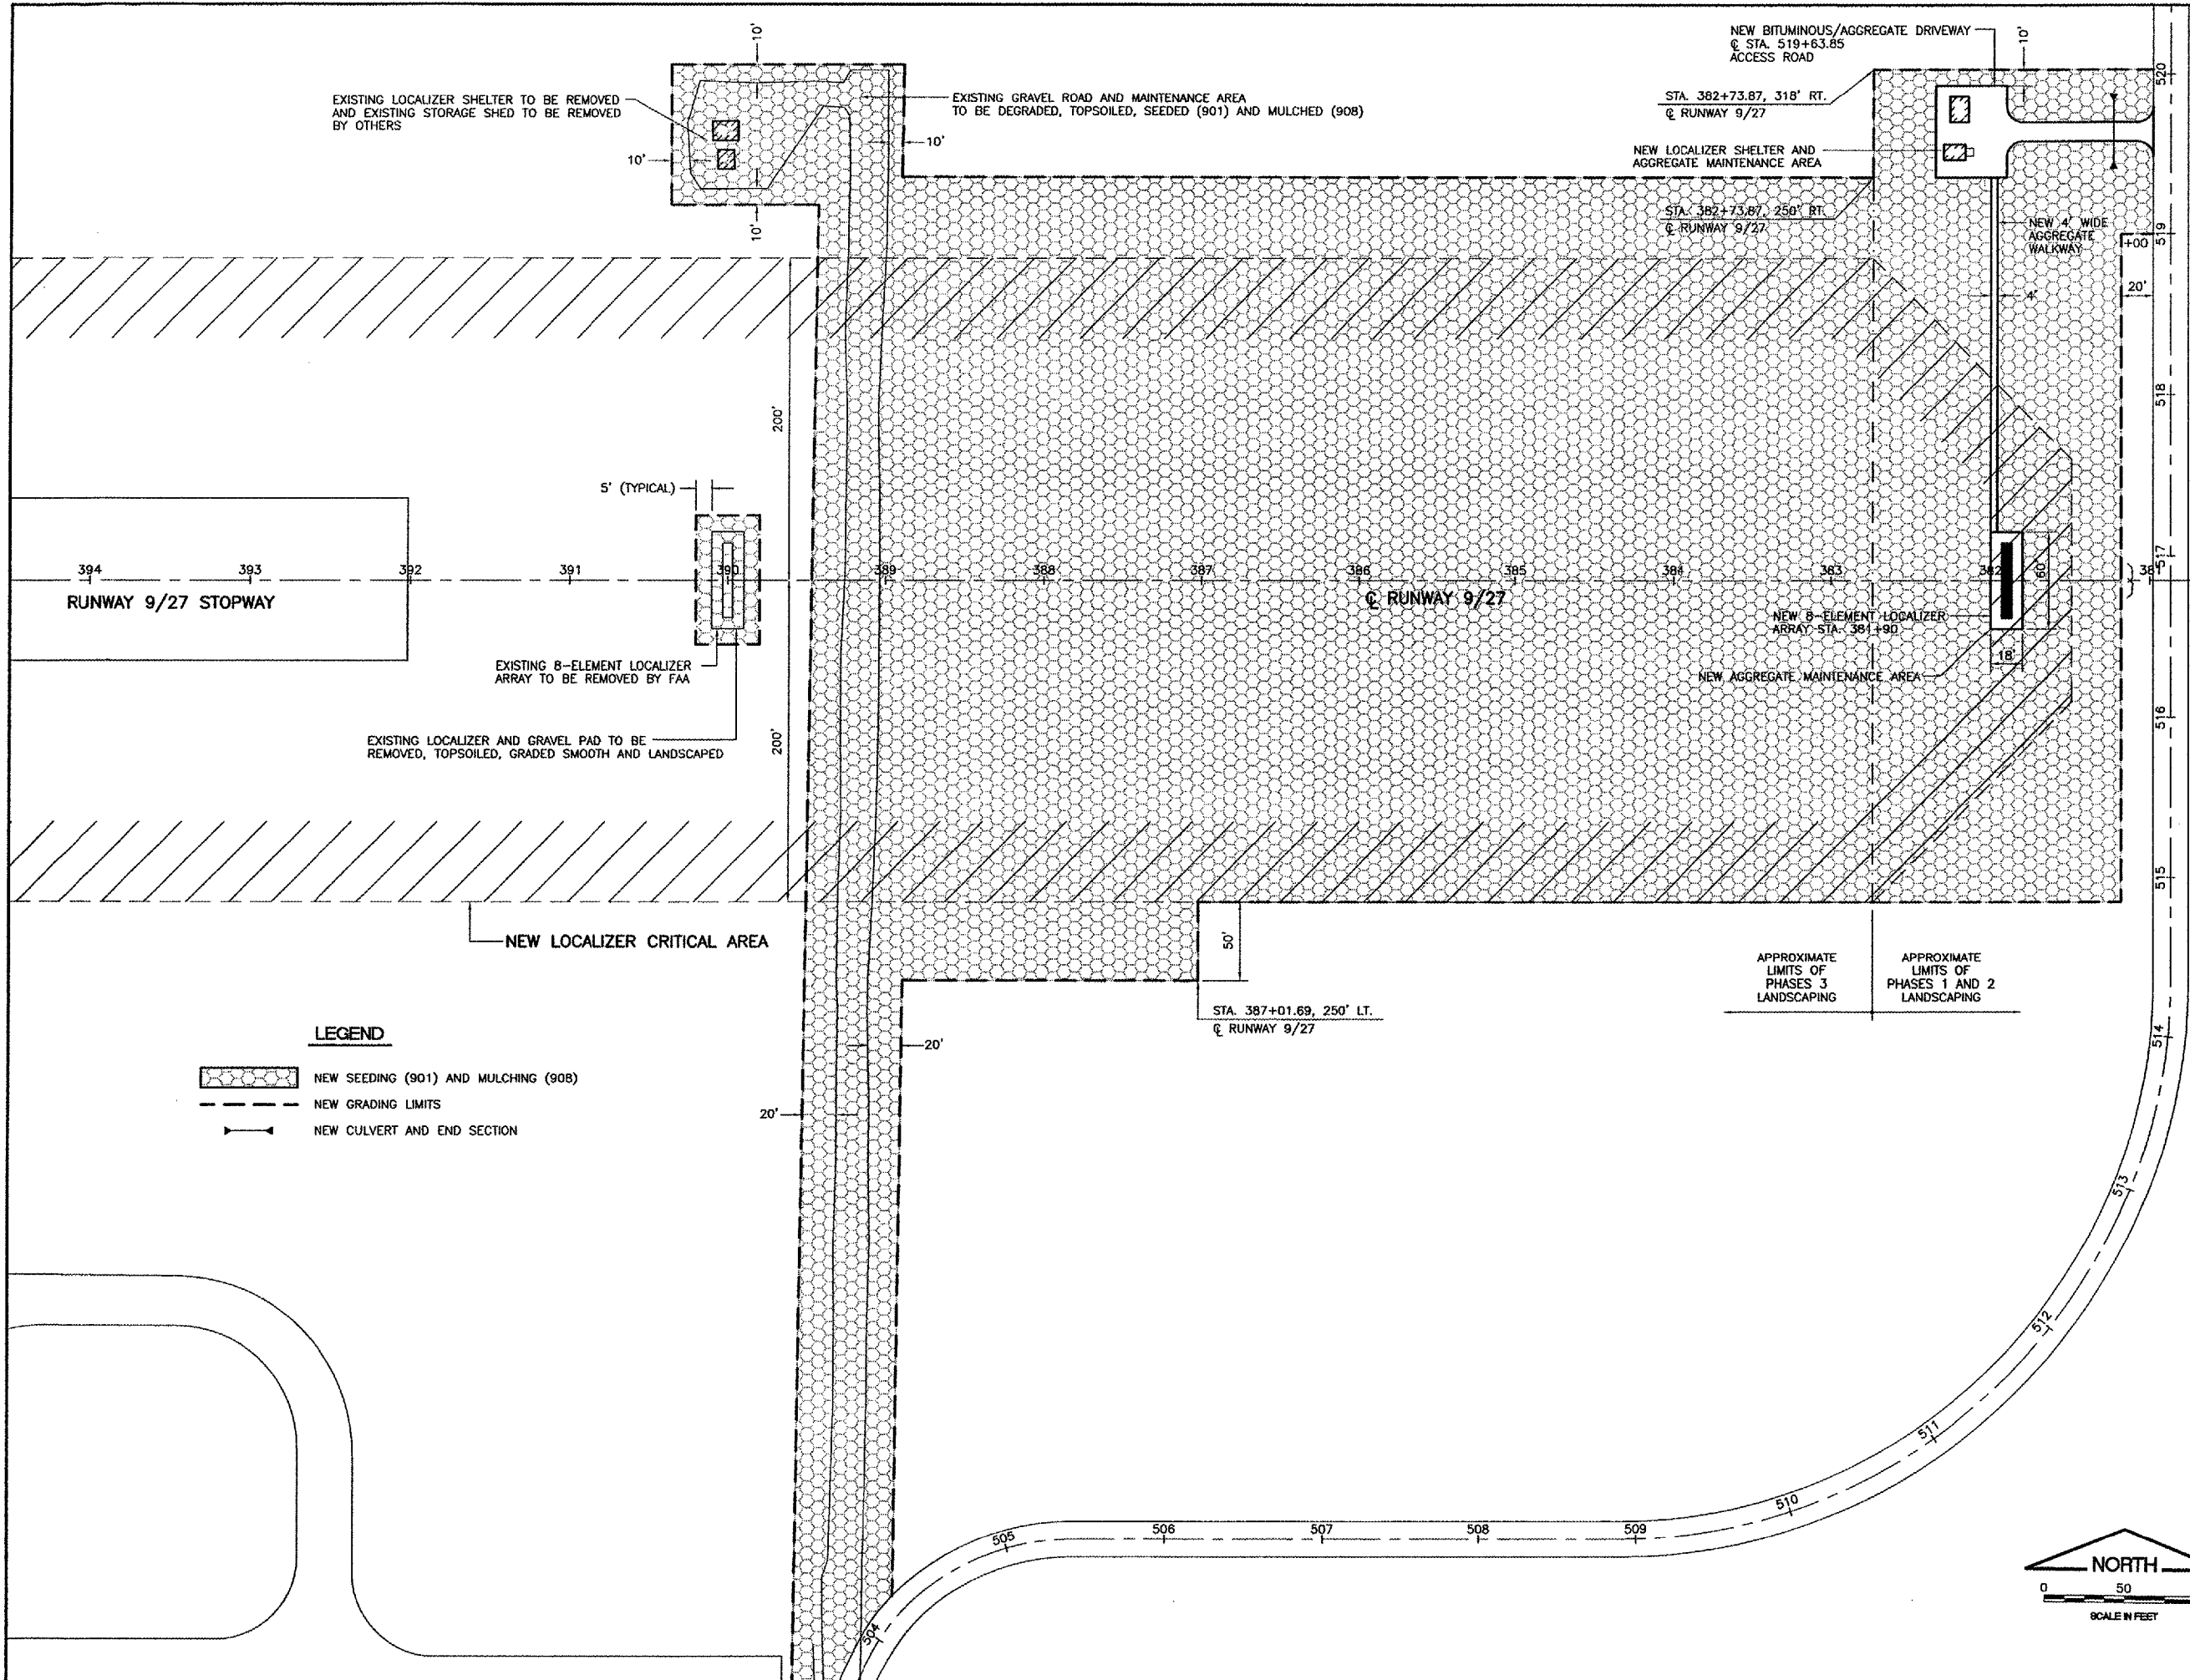 NEW BITUMINOUS/AGGREGATE DRIVEWAY
℄ STA. 519+63.85
ACCESS ROAD
10'
10'
520
EXISTING LOCALIZER SHELTER TO BE REMOVED
AND EXISTING STORAGE SHED TO BE REMOVED
BY OTHERS
EXISTING GRAVEL ROAD AND MAINTENANCE AREA
TO BE DEGRADED, TOPSOILED, SEEDED (901) AND MULCHED (908)
STA. 382+73.87, 318' RT.
℄ RUNWAY 9/27
10'
10'
NEW LOCALIZER SHELTER AND
AGGREGATE MAINTENANCE AREA
10'
STA. 382+73.87, 250' RT.
℄ RUNWAY 9/27
NEW 4' WIDE
AGGREGATE
WALKWAY
+00
519
4'
20'
200'
518
5' (TYPICAL)
394
393
392
391
390
389
388
387
386
385
384
383
382
60'
517
RUNWAY 9/27 STOPWAY
℄ RUNWAY 9/27
NEW 8-ELEMENT LOCALIZER
ARRAY STA. 381+90
18'
EXISTING 8-ELEMENT LOCALIZER
ARRAY TO BE REMOVED BY FAA
NEW AGGREGATE MAINTENANCE AREA
516
200'
EXISTING LOCALIZER AND GRAVEL PAD TO BE
REMOVED, TOPSOILED, GRADED SMOOTH AND LANDSCAPED
515
NEW LOCALIZER CRITICAL AREA
50'
APPROXIMATE
LIMITS OF
PHASES 3
LANDSCAPING
APPROXIMATE
LIMITS OF
PHASES 1 AND 2
LANDSCAPING
STA. 387+01.69, 250' LT.
℄ RUNWAY 9/27
514
20'
20'
LEGEND
NEW SEEDING (901) AND MULCHING (908)
NEW GRADING LIMITS
NEW CULVERT AND END SECTION
513
512
511
510
509
508
507
506
505
504
NORTH
0 50
SCALE IN FEET